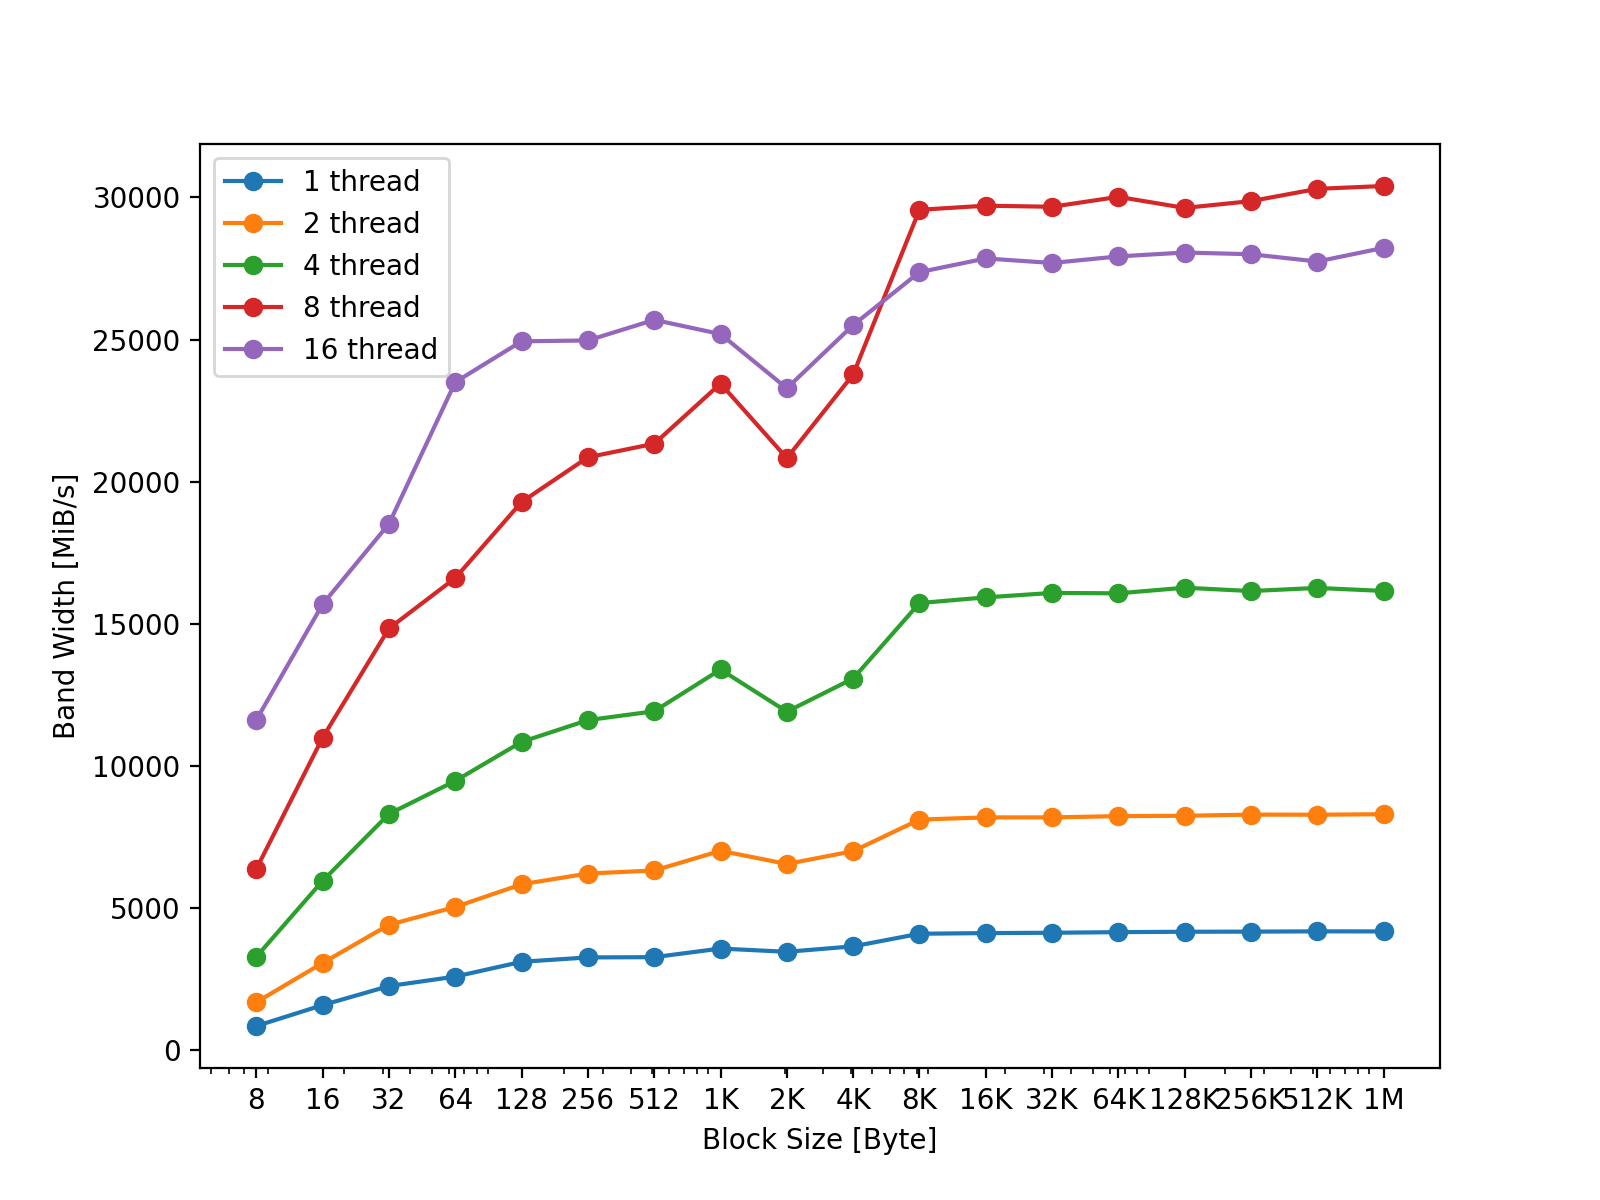 1 thread
2 thread
4 thread
8 thread
16 thread
30000
25000
20000
15000
10000
5000
0
Band Width [MiB/s]
8 16 32 64 128 256 512 1K 2K 4K 8K 16K 32K 64K 128K 256K 512K 1M
Block Size [Byte]